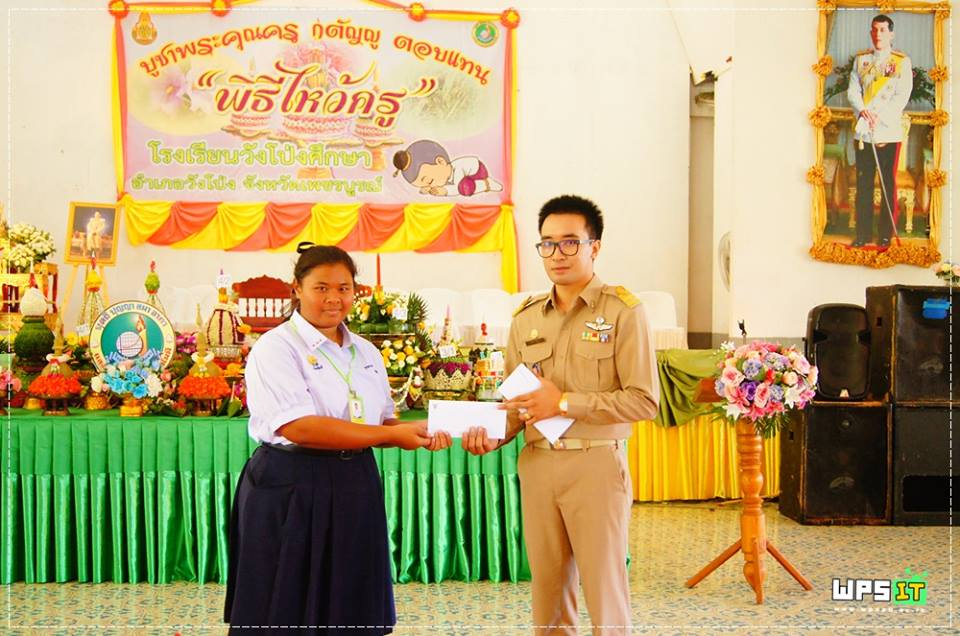 บูชาพระคุณครู กตัญญู ตอบแทน
"พิธีไหว้ครู"
โรงเรียนวังโป่งศึกษา
อำเภอวังโป่ง จังหวัดเพชรบูรณ์
WPSIT